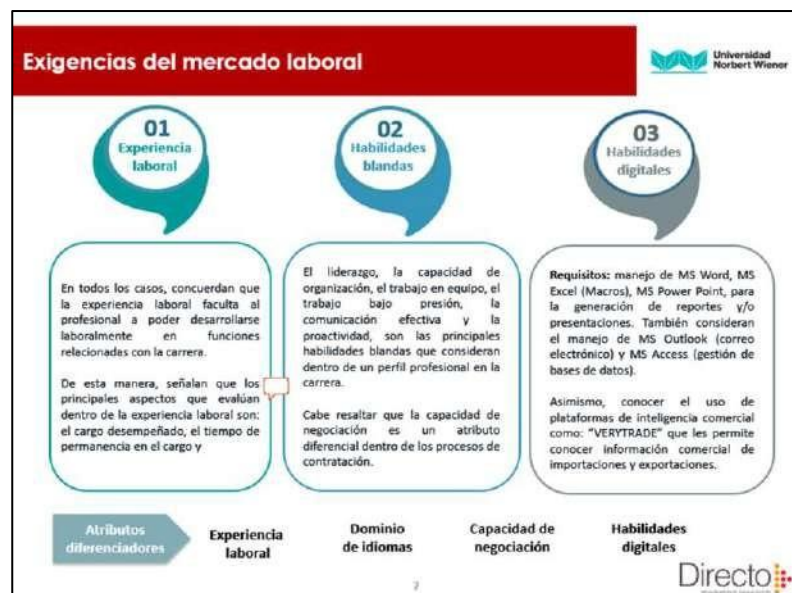 Exigencias del mercado laboral
Universidad
Norbert Wiener
01
Experiencia
laboral
02
Habilidades
blandas
03
Habilidades
digitales
En todos los casos, concuerdan que
la experiencia laboral faculta al
profesional a poder desarrollarse
laboralmente en funciones
relacionadas con la carrera.
De esta manera, señalan que los
principales aspectos que evalúan
dentro de la experiencia laboral son:
el cargo desempeñado, el tiempo de
permanencia en el cargo y
El liderazgo, la capacidad de
organización, el trabajo en equipo, el
trabajo bajo presión, la
comunicación efectiva y la
proactividad, son las principales
habilidades blandas que consideran
dentro de un perfil profesional en la
carrera.
Cabe resaltar que la capacidad de
negociación es un atributo
diferencial dentro de los procesos de
contratación.
Requisitos: manejo de MS Word, MS
Excel (Macros), MS Power Point, para
la generación de reportes y/o
presentaciones. También consideran
el manejo de MS Outlook (correo
electrónico) y MS Access (gestión de
bases de datos).
Asimismo, conocer el uso de
plataformas de inteligencia comercial
como: "VERYTRADE" que les permite
conocer información comercial de
importaciones y exportaciones.
Atributos
diferenciadores
Experiencia
laboral
Dominio
de idiomas
Capacidad de
negociación
Habilidades
digitales
7
Directo